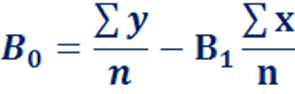 B₀ = ∑y/n − B₁ ∑x/n